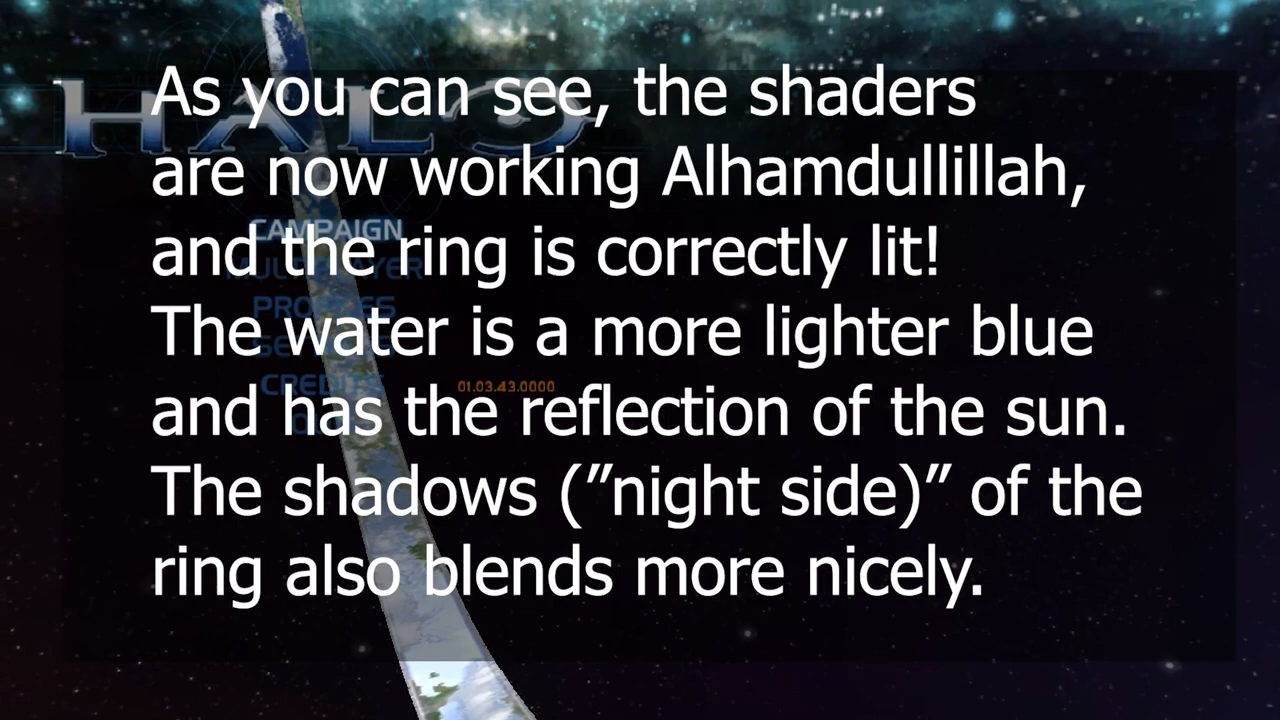 HALO
As you can see, the shaders
are now working Alhamdullillah,
CAMPAIGN
and the ring is correctly lit!
MULTIPLAYER
PROFILES
The water is a more lighter blue
CREDITS
01.03.43.0000
and has the reflection of the sun.
The shadows (”night side)” of the
ring also blends more nicely.